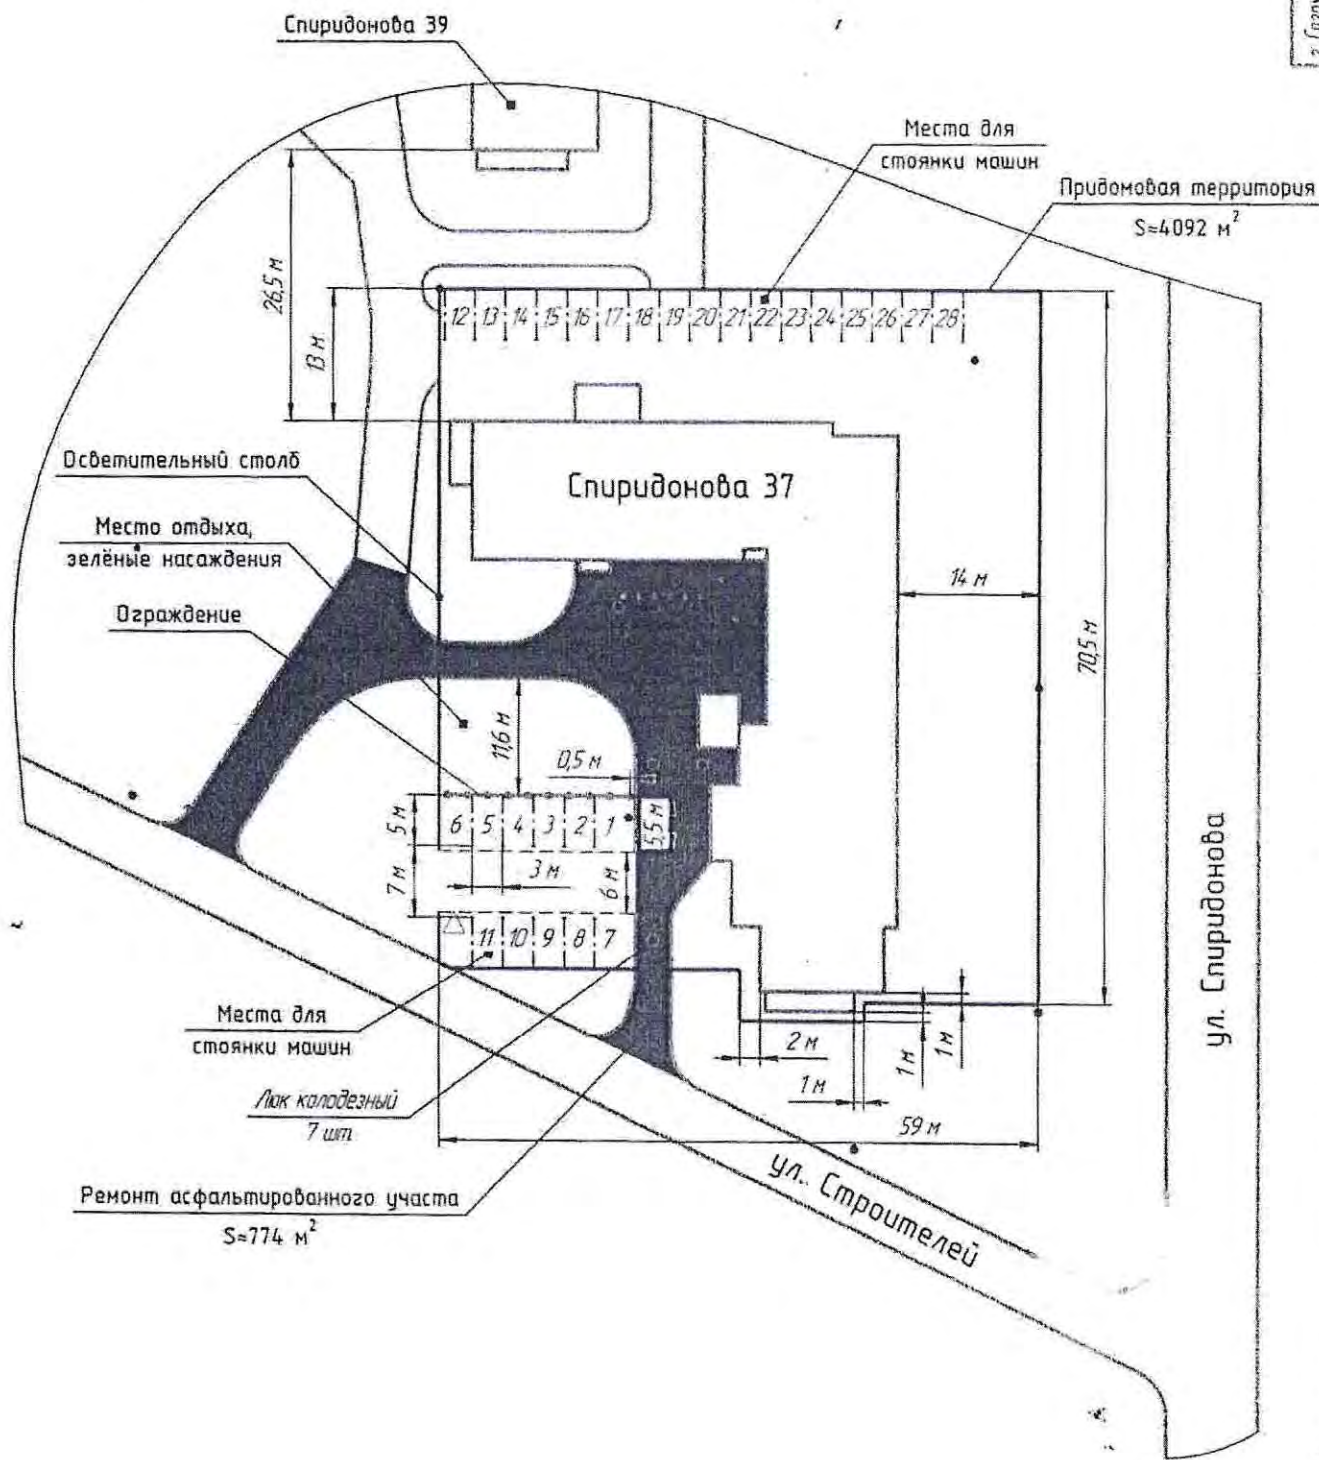 Спиридонова 39
Места для
стоянки машин
Придомовая территория
S=4092 м²
26,5 м
13 м
12 13 14 15 16 17 18 19 20 21 22 23 24 25 26 27 28
Осветительный столб
Спиридонова 37
Место отдыха,
зелёные насаждения
Ограждение
14 м
70,5 м
11,6 м
0,5 м
5 м
6 5 4 3 2 1
5,5 м
3 м
7 м
6 м
11 10 9 8 7
ул. Спиридонова
Места для
стоянки машин
2 м
1 м
1 м
1 м
Люк колодезный
7 шт.
59 м
ул. Строителей
Ремонт асфальтированного участа
S≈774 м²